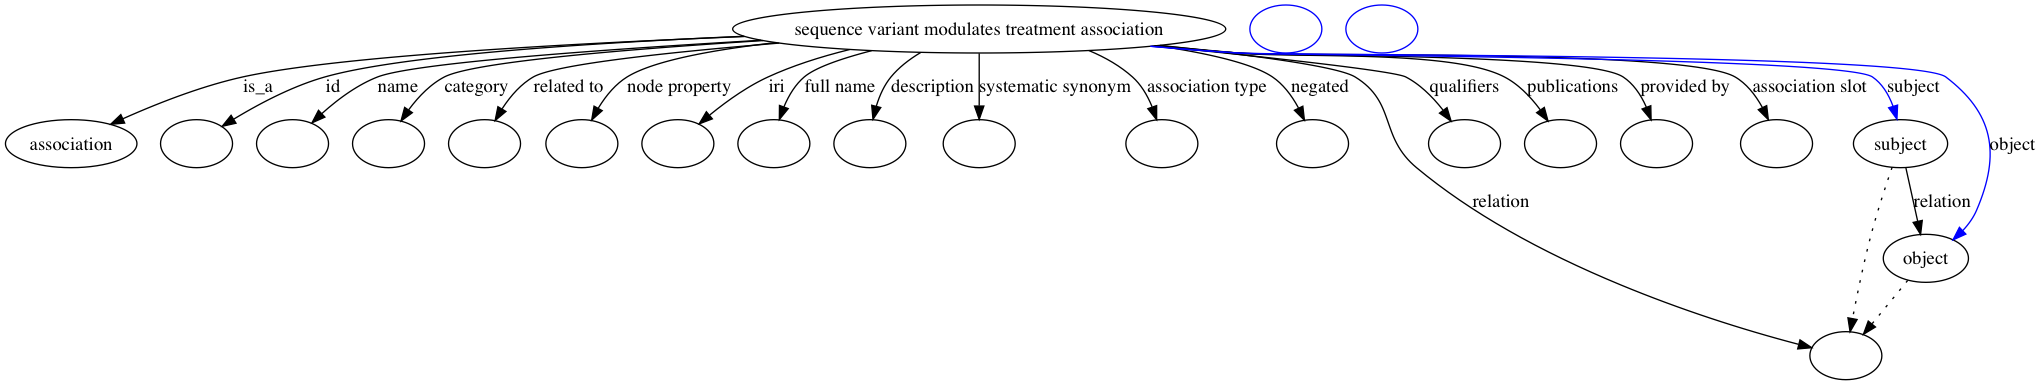 sequence variant modulates treatment association
is_a
id
name
category
related to
node property
iri
full name
description
systematic synonym
association type
negated
qualifiers
publications
provided by
association slot
subject
association
subject
object
relation
relation
object